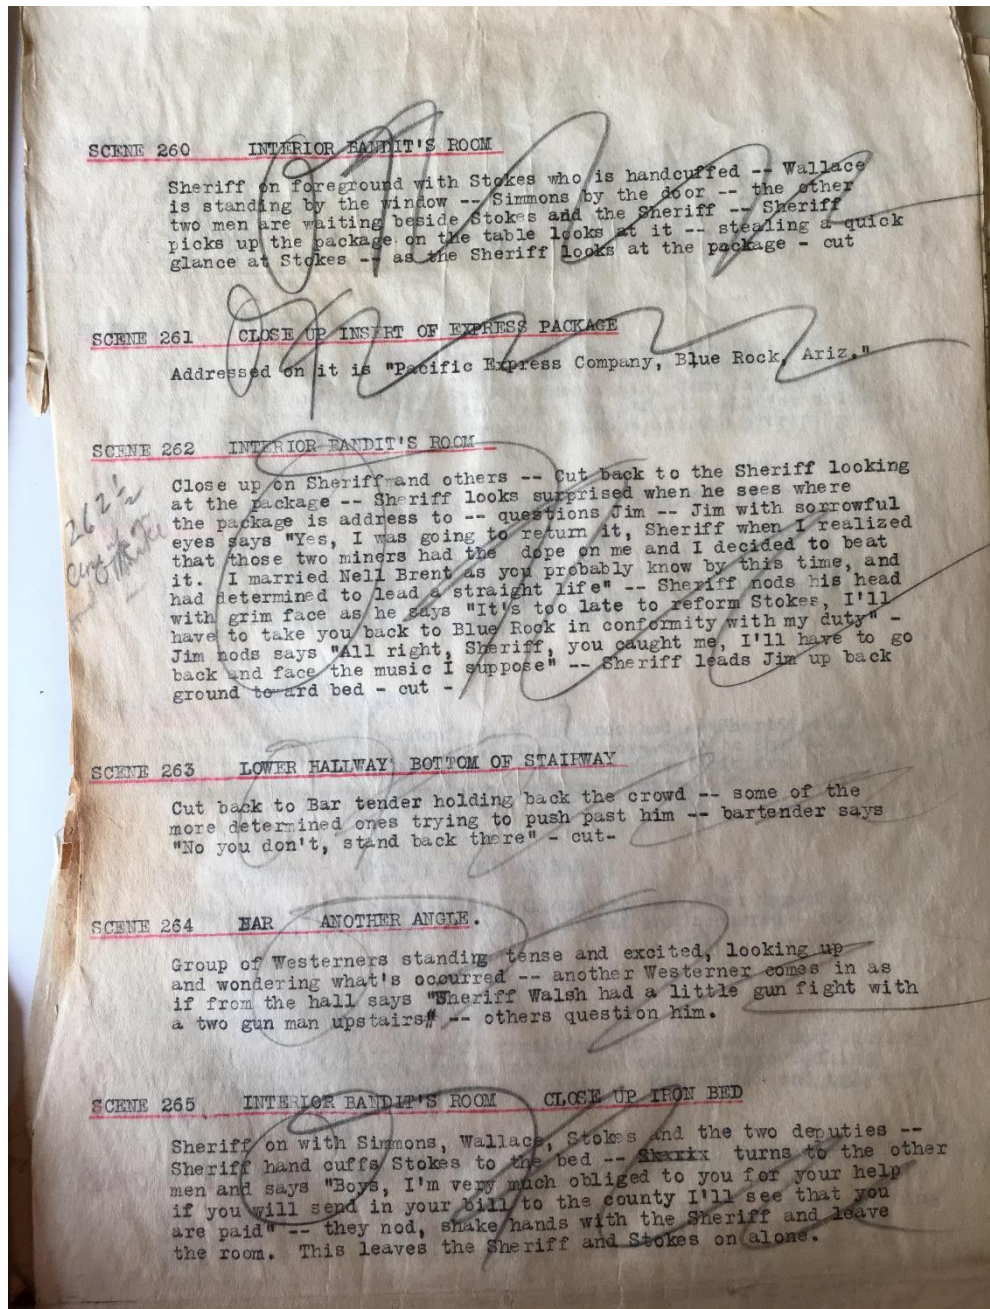 SCENE 260 INTERIOR BANDIT'S ROOM
Sheriff on foreground with Stokes who is handcuffed -- Wallace
is standing by the window -- Simmons by the door -- the other
two men are waiting beside Stokes and the Sheriff -- Sheriff
picks up the package on the table looks at it -- stealing a quick
glance at Stokes -- as the Sheriff looks at the package - cut
SCENE 261 CLOSE UP INSERT OF EXPRESS PACKAGE
Addressed on it is "Pacific Express Company, Blue Rock, Ariz."
SCENE 262 INTERIOR BANDIT'S ROOM
Close up on Sheriff and others -- Cut back to the Sheriff looking
at the package -- Sheriff looks surprised when he sees where
the package is address to -- questions Jim -- Jim with sorrowful
eyes says "Yes, I was going to return it, Sheriff when I realized
that those two miners had the dope on me and I decided to beat
it. I married Nell Brent as you probably know by this time, and
had determined to lead a straight life" -- Sheriff nods his head
with grim face as he says "It's too late to reform Stokes, I'll
have to take you back to Blue Rock in conformity with my duty" -
Jim nods says "All right, Sheriff, you caught me, I'll have to go
back and face the music I suppose" -- Sheriff leads Jim up back
ground to ard bed - cut -
262 1/2
SCENE 263 LOWER HALLWAY BOTTOM OF STAIRWAY
Cut back to Bar tender holding back the crowd -- some of the
more determined ones trying to push past him -- bartender says
"No you don't, stand back there" - cut-
SCENE 264 BAR ANOTHER ANGLE.
Group of Westerners standing tense and excited, looking up
and wondering what's occurred -- another Westerner comes in as
if from the hall says "Sheriff Walsh had a little gun fight with
a two gun man upstairs" -- others question him.
SCENE 265 INTERIOR BANDIT'S ROOM CLOSE UP IRON BED
Sheriff on with Simmons, Wallace, Stokes and the two deputies --
Sheriff hand cuffs Stokes to the bed -- turns to the other
men and says "Boys, I'm very much obliged to you for your help
if you will send in your bill to the county I'll see that you
are paid" -- they nod, shake hands with the Sheriff and leave
the room. This leaves the Sheriff and Stokes on alone.